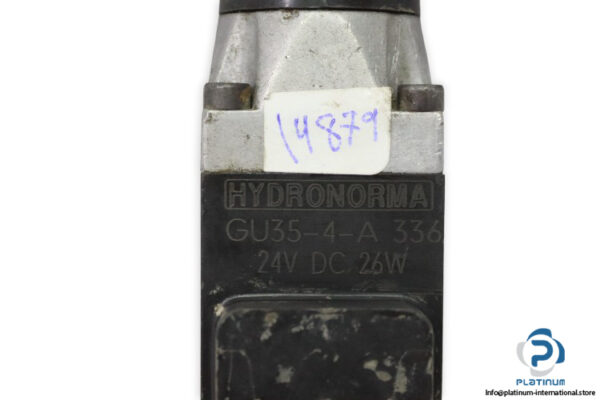 14879
HYDRONORMA
GU35-4-A 336
24V DC 26W
PLATINUM
info@platinum-international.store